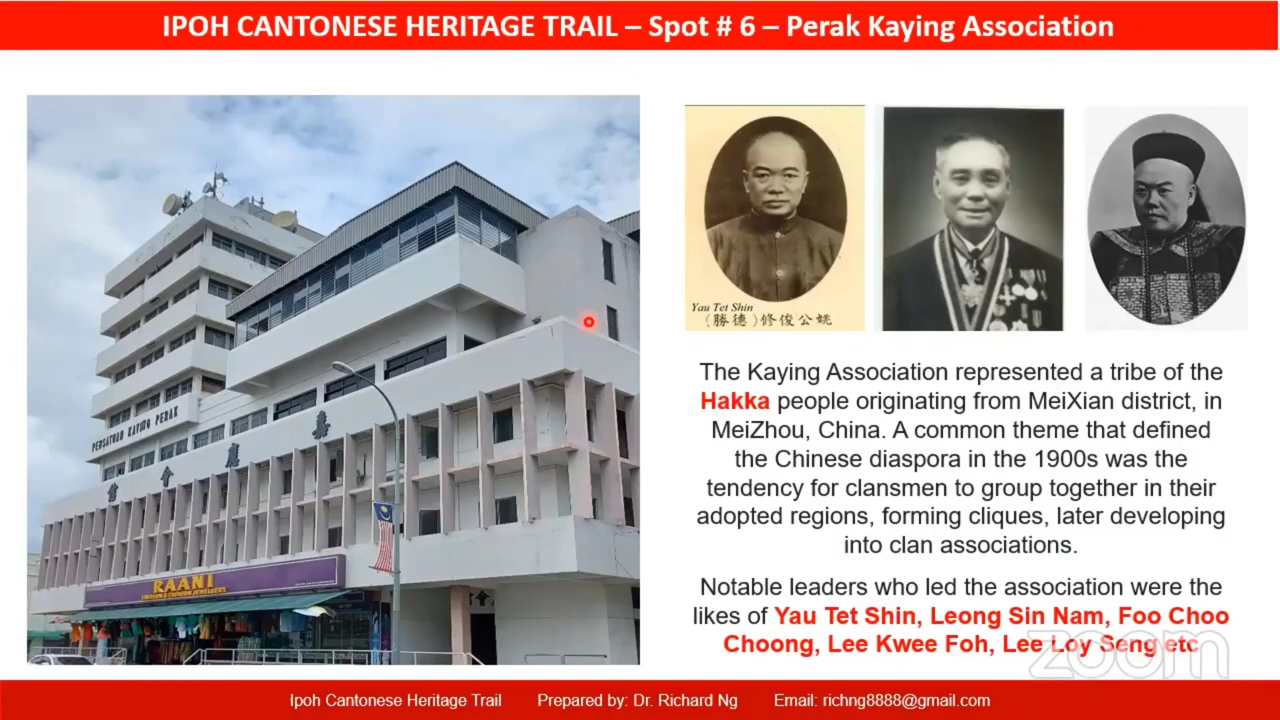 IPOH CANTONESE HERITAGE TRAIL – Spot # 6 – Perak Kaying Association
PERSATUAN KAYING PERAK
嘉應會館
RAANI
Yau Tet Shin
姚公俊修（德勝）
The Kaying Association represented a tribe of the
Hakka people originating from MeiXian district, in
MeiZhou, China. A common theme that defined
the Chinese diaspora in the 1900s was the
tendency for clansmen to group together in their
adopted regions, forming cliques, later developing
into clan associations.
Notable leaders who led the association were the
likes of Yau Tet Shin, Leong Sin Nam, Foo Choo
Choong, Lee Kwee Foh, Lee Loy Seng etc
zoom
Ipoh Cantonese Heritage Trail Prepared by: Dr. Richard Ng Email: richng8888@gmail.com